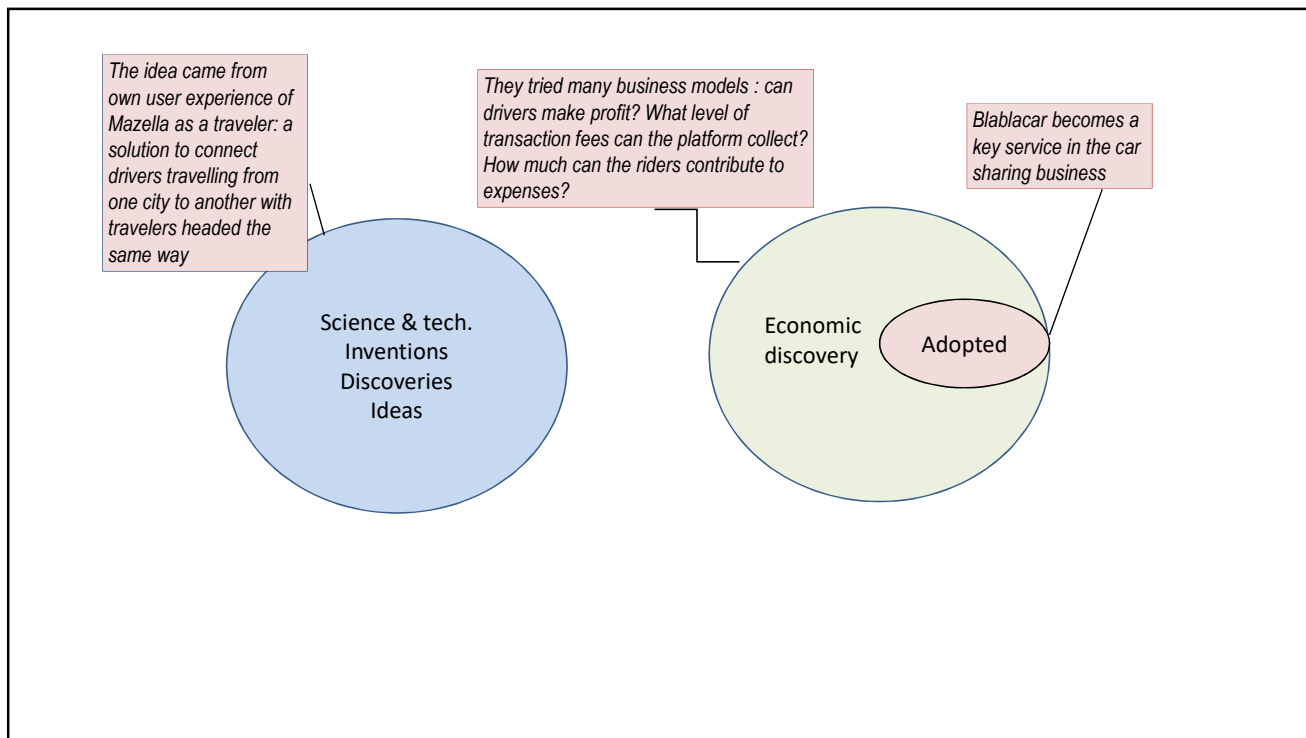 The idea came from
own user experience of
Mazella as a traveler: a
solution to connect
drivers travelling from
one city to another with
travelers headed the
same way
They tried many business models : can
drivers make profit? What level of
transaction fees can the platform collect?
How much can the riders contribute to
expenses?
Blablacar becomes a
key service in the car
sharing business
Science & tech.
Inventions
Discoveries
Ideas
Economic
discovery
Adopted